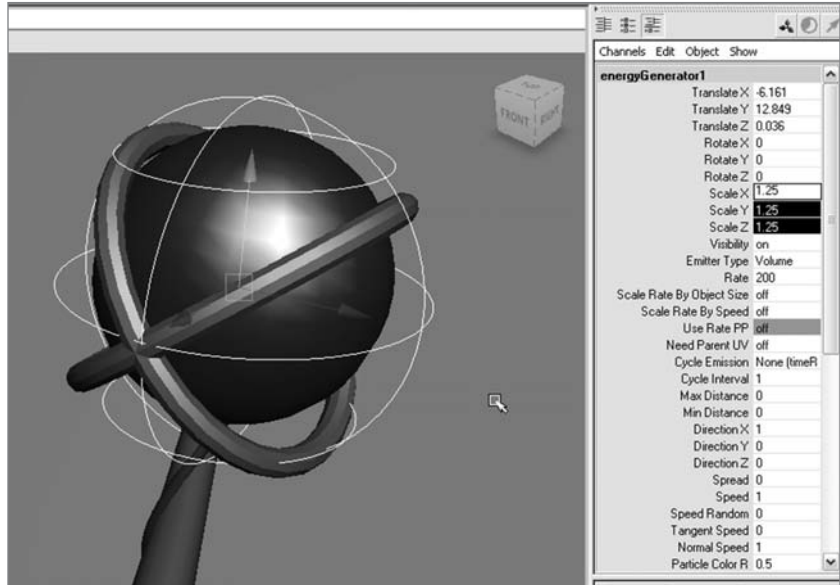 Channels Edit Object Show
energyGenerator1
Translate X -6.161
Translate Y 12.849
Translate Z 0.036
Rotate X 0
Rotate Y 0
Rotate Z 0
Scale X 1.25
Scale Y 1.25
Scale Z 1.25
Visibility on
Emitter Type Volume
Rate 200
Scale Rate By Object Size off
Scale Rate By Speed off
Use Rate PP off
Need Parent UV off
Cycle Emission None (timeR
Cycle Interval 1
Max Distance 0
Min Distance 0
Direction X 1
Direction Y 0
Direction Z 0
Spread 0
Speed 1
Speed Random 0
Tangent Speed 0
Normal Speed 1
Particle Color R 0.5
FRONT RIGHT